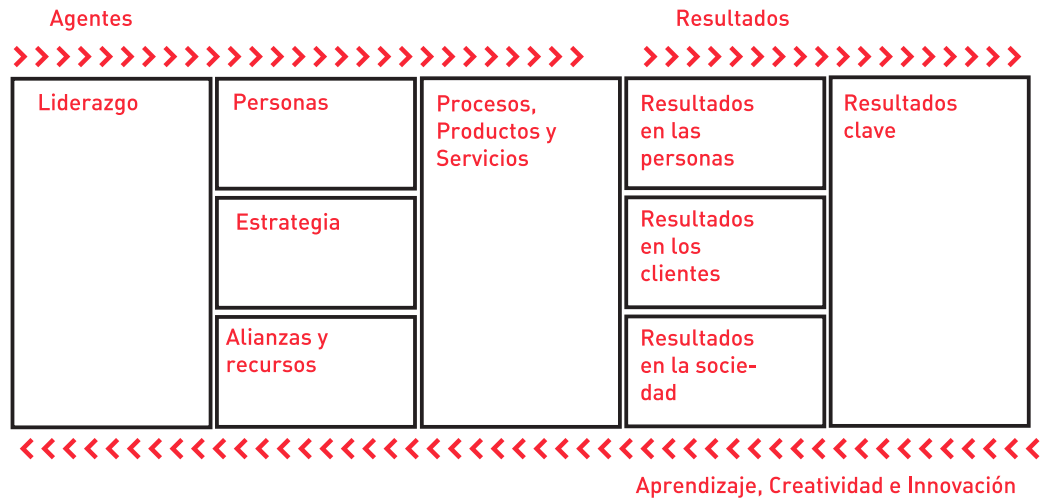 Agentes
Resultados
Liderazgo
Personas
Estrategia
Alianzas y
recursos
Procesos,
Productos y
Servicios
Resultados
en las
personas
Resultados
en los
clientes
Resultados
en la socie-
dad
Resultados
clave
Aprendizaje, Creatividad e Innovación